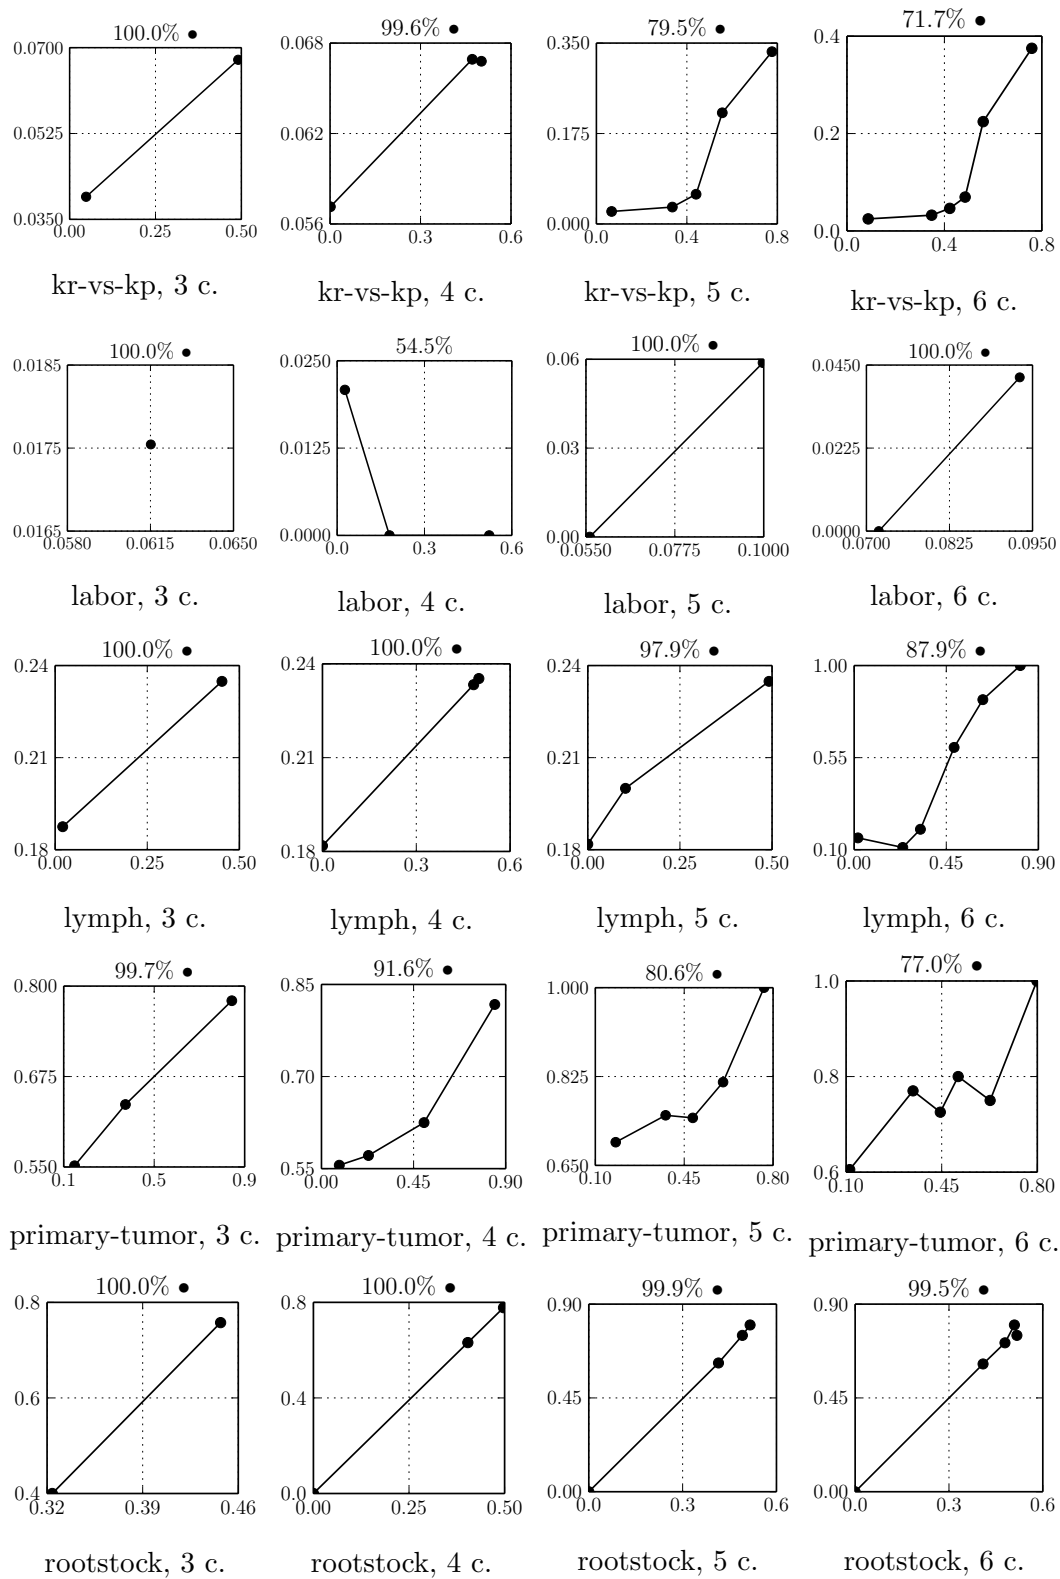 100.0% ●
0.0700
0.0525
0.0350
0.00 0.25 0.50
kr-vs-kp, 3 c.
99.6% ●
0.068
0.062
0.056
0.0 0.3 0.6
kr-vs-kp, 4 c.
79.5% ●
0.350
0.175
0.000
0.0 0.4 0.8
kr-vs-kp, 5 c.
71.7% ●
0.4
0.2
0.0
0.0 0.4 0.8
kr-vs-kp, 6 c.
100.0% ●
0.0185
0.0175
0.0165
0.0580 0.0615 0.0650
labor, 3 c.
54.5%
0.0250
0.0125
0.0000
0.0 0.3 0.6
labor, 4 c.
100.0% ●
0.06
0.03
0.00
0.0550 0.0775 0.1000
labor, 5 c.
100.0% ●
0.0450
0.0225
0.0000
0.0700 0.0825 0.0950
labor, 6 c.
100.0% ●
0.24
0.21
0.18
0.00 0.25 0.50
lymph, 3 c.
100.0% ●
0.24
0.21
0.18
0.0 0.3 0.6
lymph, 4 c.
97.9% ●
0.24
0.21
0.18
0.00 0.25 0.50
lymph, 5 c.
87.9% ●
1.00
0.55
0.10
0.00 0.45 0.90
lymph, 6 c.
99.7% ●
0.800
0.675
0.550
0.1 0.5 0.9
primary-tumor, 3 c.
91.6% ●
0.85
0.70
0.55
0.00 0.45 0.90
primary-tumor, 4 c.
80.6% ●
1.000
0.825
0.650
0.10 0.45 0.80
primary-tumor, 5 c.
77.0% ●
1.0
0.8
0.6
0.10 0.45 0.80
primary-tumor, 6 c.
100.0% ●
0.8
0.6
0.4
0.32 0.39 0.46
rootstock, 3 c.
100.0% ●
0.8
0.4
0.0
0.00 0.25 0.50
rootstock, 4 c.
99.9% ●
0.90
0.45
0.00
0.0 0.3 0.6
rootstock, 5 c.
99.5% ●
0.90
0.45
0.00
0.0 0.3 0.6
rootstock, 6 c.